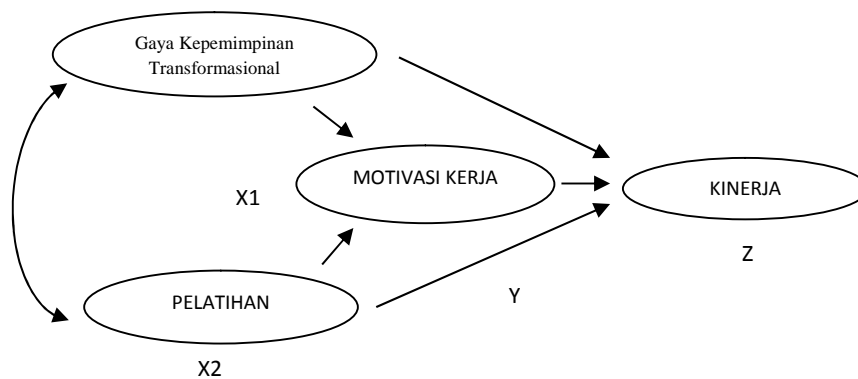 Gaya Kepemimpinan
Transformasional
MOTIVASI KERJA
X1
KINERJA
Z
PELATIHAN
Y
X2